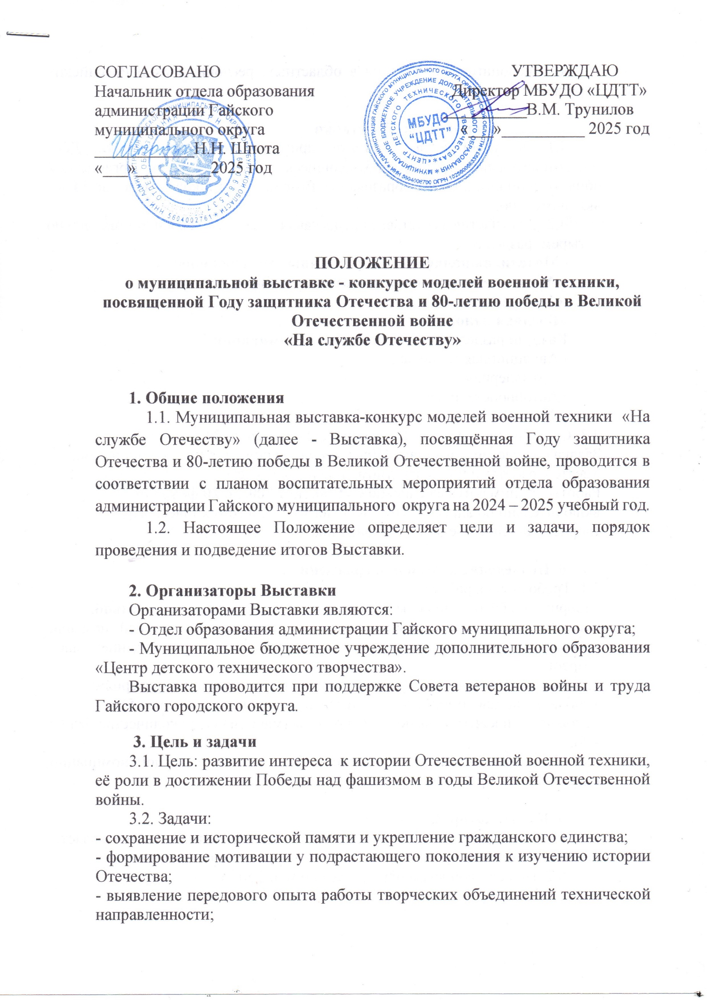 СОГЛАСОВАНО
Начальник отдела образования
администрации Гайского
муниципального округа
____________Н.Н. Шпота
«___»_________2025 год
УТВЕРЖДАЮ
Директор МБУДО «ЦДТТ»
__________В.М. Трунилов
«___»__________ 2025 год
МБУДО
“ЦДТТ”
ПОЛОЖЕНИЕ
о муниципальной выставке - конкурсе моделей военной техники,
посвященной Году защитника Отечества и 80-летию победы в Великой
Отечественной войне
«На службе Отечеству»
1. Общие положения
1.1. Муниципальная выставка-конкурс моделей военной техники «На
службе Отечеству» (далее - Выставка), посвящённая Году защитника
Отечества и 80-летию победы в Великой Отечественной войне, проводится в
соответствии с планом воспитательных мероприятий отдела образования
администрации Гайского муниципального округа на 2024 – 2025 учебный год.
1.2. Настоящее Положение определяет цели и задачи, порядок
проведения и подведение итогов Выставки.
2. Организаторы Выставки
Организаторами Выставки являются:
- Отдел образования администрации Гайского муниципального округа;
- Муниципальное бюджетное учреждение дополнительного образования
«Центр детского технического творчества».
Выставка проводится при поддержке Совета ветеранов войны и труда
Гайского городского округа.
3. Цель и задачи
3.1. Цель: развитие интереса к истории Отечественной военной техники,
её роли в достижении Победы над фашизмом в годы Великой Отечественной
войны.
3.2. Задачи:
- сохранение и исторической памяти и укрепление гражданского единства;
- формирование мотивации у подрастающего поколения к изучению истории
Отечества;
- выявление передового опыта работы творческих объединений технической
направленности;